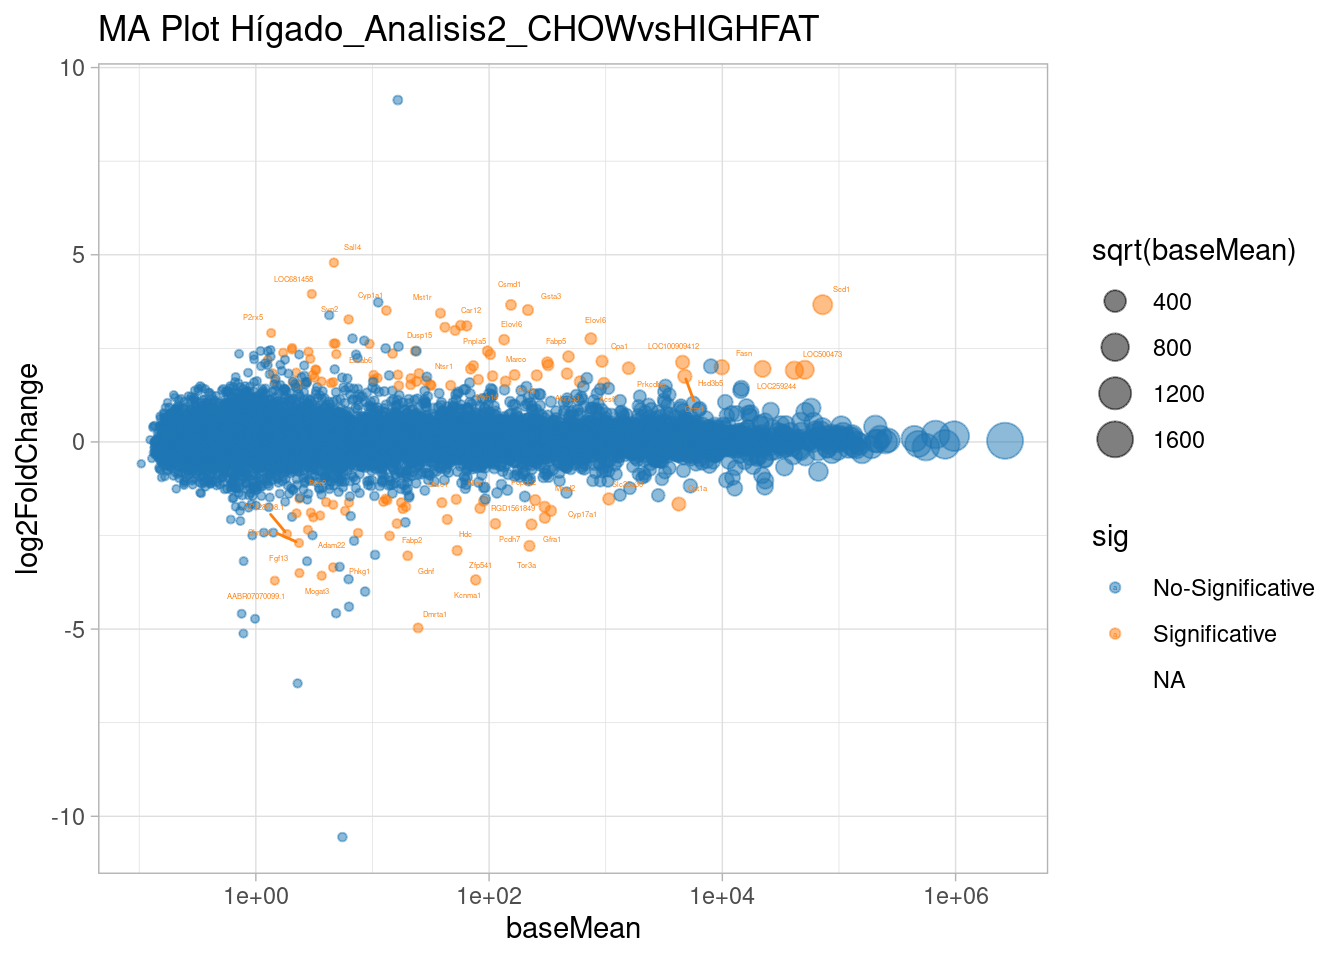 MA Plot Hígado_Analisis2_CHOWvsHIGHFAT
10
5
0
-5
-10
log2FoldChange
1e+00
1e+02
1e+04
1e+06
baseMean
Sall4
LOC681458
Cyp1a1
Mst1r
Csmd1
Gsta3
Scd1
P2rx5
Car12
Elovl6
Elovl6
Dusp15
Pnpla5
Fabp5
Cpa1
LOC100909412
Fasn
LOC500473
Ntsr1
Marco
Hsd3b5
LOC259244
RGD1561849
Cyp17a1
Adam22
Fabp2
Hdc
Pcdh7
Gfra1
Fgf13
Phkg1
Gdnf
Zfp541
Tor3a
AABR07070099.1
Mogat3
Kcnma1
Dmrta1
sqrt(baseMean)
400
800
1200
1600
sig
No-Significative
Significative
NA